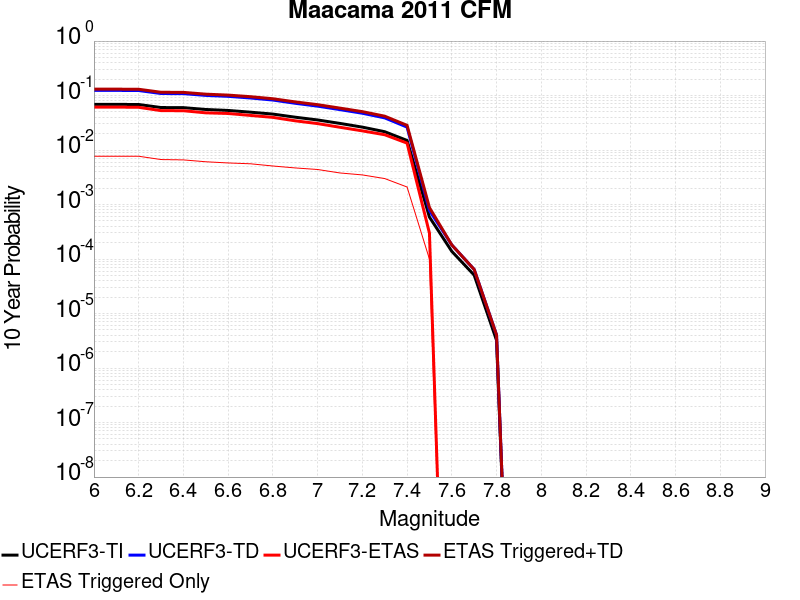 Maacama 2011 CFM
10 Year Probability
10^0
10^-1
10^-2
10^-3
10^-4
10^-5
10^-6
10^-7
10^-8
6 6.2 6.4 6.6 6.8 7 7.2 7.4 7.6 7.8 8 8.2 8.4 8.6 8.8 9
Magnitude
UCERF3-TI UCERF3-TD UCERF3-ETAS ETAS Triggered+TD
ETAS Triggered Only